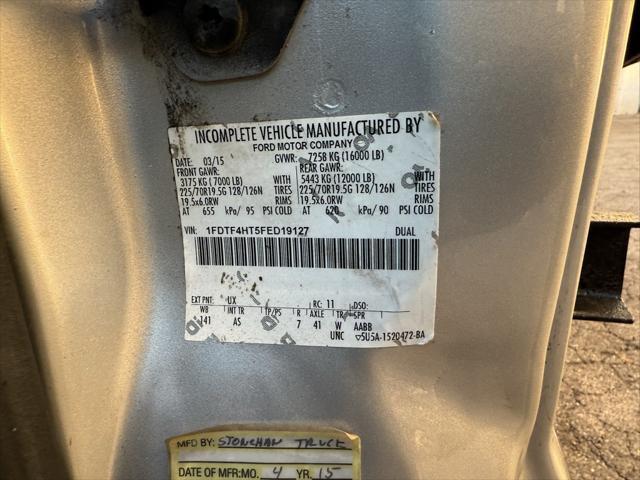 INCOMPLETE VEHICLE MANUFACTURED BY
FORD MOTOR COMPANY
DATE: 03/15 GVWR: 7258 KG (16000 LB)
FRONT GAWR: REAR GAWR:
3175 KG (7000 LB) WITH 5443 KG (12000 LB) WITH
225/70R19.5G 128/126N TIRES 225/70R19.5G 128/126N TIRES
19.5x6.0RW RIMS 19.5x6.0RW RIMS
AT 655 kPa/ 95 PSI COLD AT 620 kPa/ 90 PSI COLD
VIN: 1FDTF4HT5FED19127 DUAL
EXT PNT: UX RC: 11 DSO:
WB INT TR TP/PS R AXLE TR SPR
141 AS 7 41 W AABB
UNC 5U5A-1520472-BA
MFD BY: STONEHAM TRUCK
DATE OF MFR: MO. 4 YR. 15